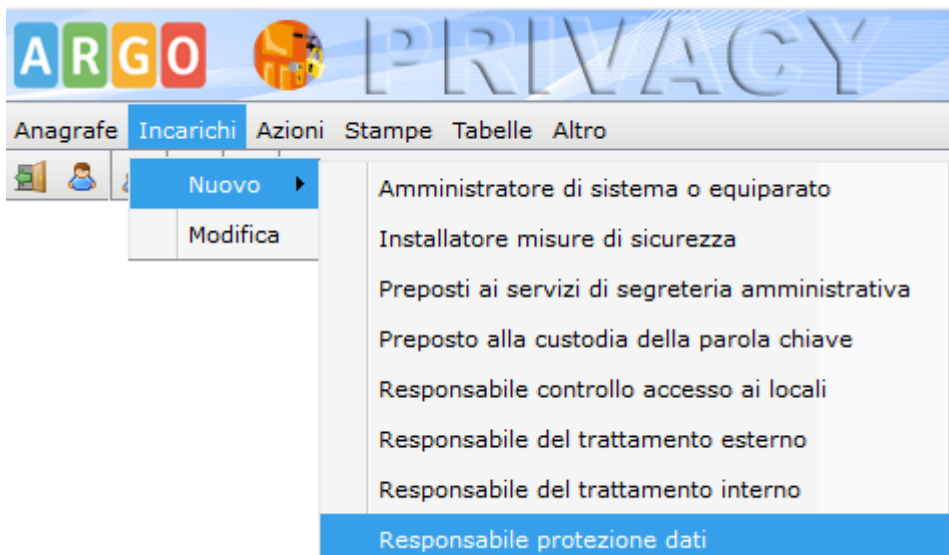 ARGO PRIVACY
Anagrafe Incarichi Azioni Stampe Tabelle Altro
Nuovo
Modifica
Amministratore di sistema o equiparato
Installatore misure di sicurezza
Preposti ai servizi di segreteria amministrativa
Preposto alla custodia della parola chiave
Responsabile controllo accesso ai locali
Responsabile del trattamento esterno
Responsabile del trattamento interno
Responsabile protezione dati